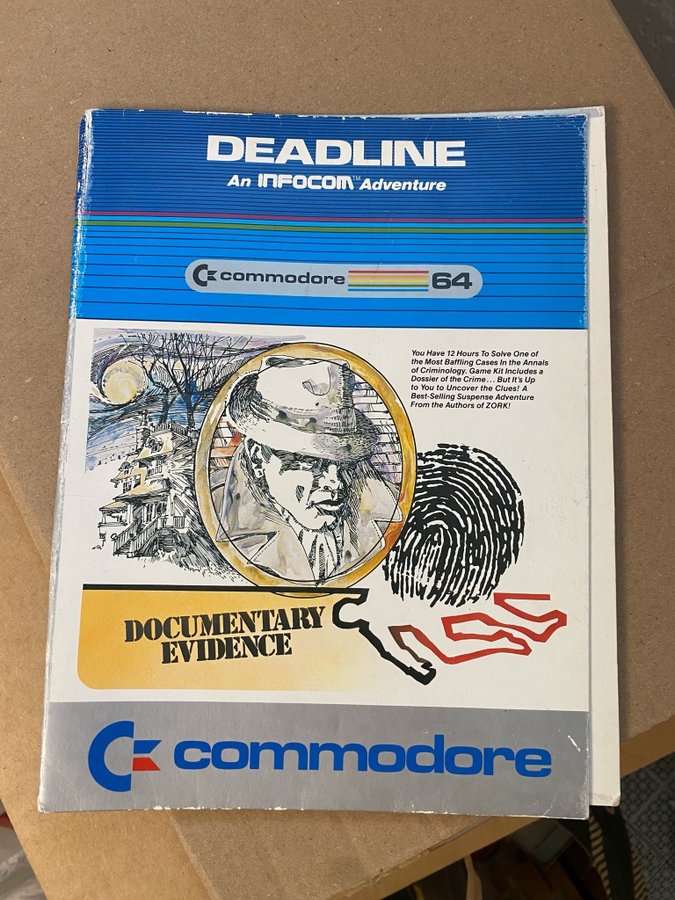 DEADLINE
An INFOCOM™ Adventure
commodore 64
You Have 12 Hours To Solve One of
the Most Baffling Cases In the Annals
of Criminology. Game Kit Includes a
Dossier of the Crime... But It's Up
to You to Uncover the Clues! A
Best-Selling Suspense Adventure
From the Authors of ZORK!
DOCUMENTARY
EVIDENCE
commodore